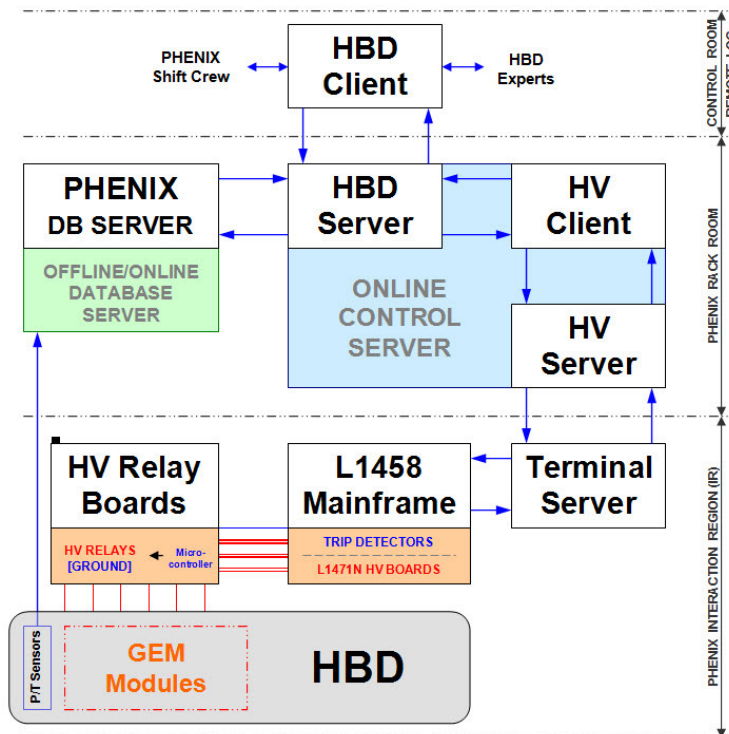 HBD
Client
PHENIX
Shift Crew
HBD
Experts
CONTROL ROOM
PHENIX
DB SERVER
OFFLINE/ONLINE
DATABASE
SERVER
HBD
Server
HV
Client
ONLINE
CONTROL
SERVER
HV
Server
PHENIX RACK ROOM
HV Relay
Boards
HV RELAYS
[GROUND]
Micro-
controller
L1458
Mainframe
TRIP DETECTORS
L1471N HV BOARDS
Terminal
Server
P/T Sensors
GEM
Modules
HBD
PHENIX INTERACTION REGION (IR)